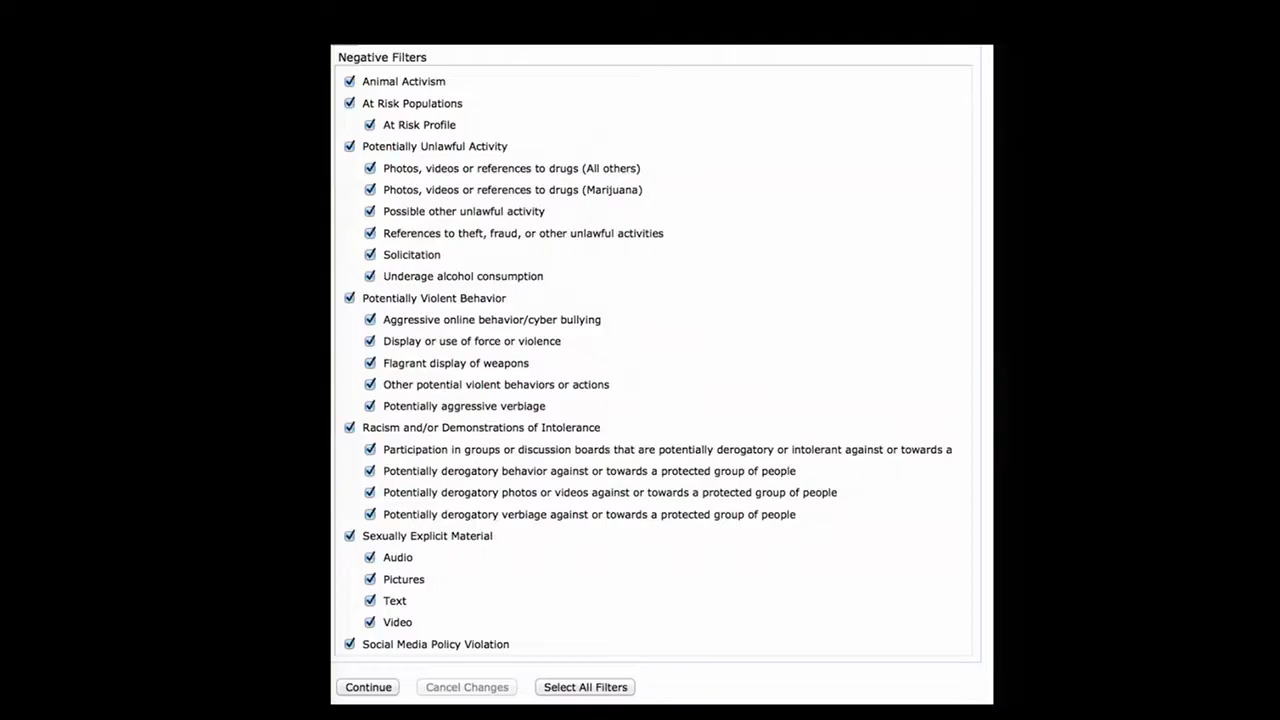 Negative Filters
Animal Activism
At Risk Populations
At Risk Profile
Potentially Unlawful Activity
Photos, videos or references to drugs (All others)
Photos, videos or references to drugs (Marijuana)
Possible other unlawful activity
References to theft, fraud, or other unlawful activities
Solicitation
Underage alcohol consumption
Potentially Violent Behavior
Aggressive online behavior/cyber bullying
Display or use of force or violence
Flagrant display of weapons
Other potential violent behaviors or actions
Potentially aggressive verbiage
Racism and/or Demonstrations of Intolerance
Participation in groups or discussion boards that are potentially derogatory or intolerant against or towards a
Potentially derogatory behavior against or towards a protected group of people
Potentially derogatory photos or videos against or towards a protected group of people
Potentially derogatory verbiage against or towards a protected group of people
Sexually Explicit Material
Audio
Pictures
Text
Video
Social Media Policy Violation
Continue Cancel Changes Select All Filters